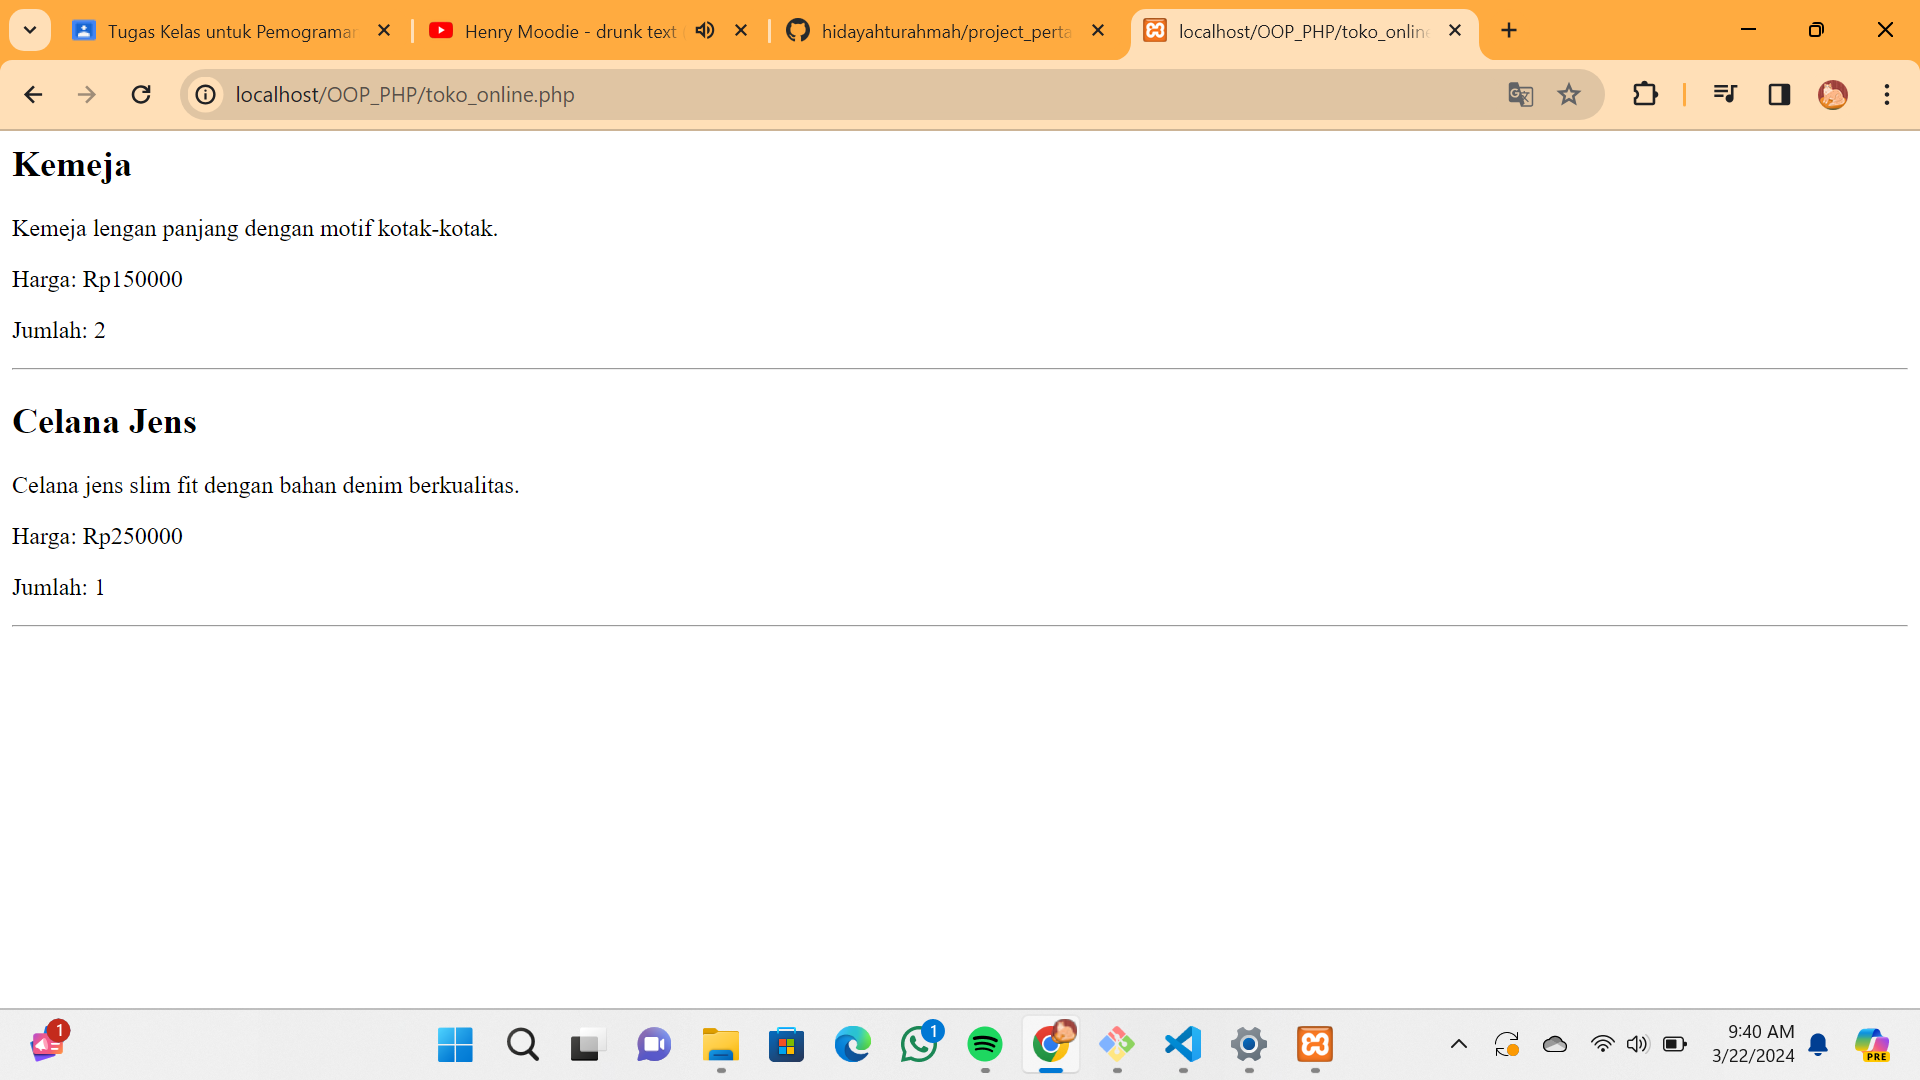 Tugas Kelas untuk Pemograman
Henry Moodie - drunk text
hidayahturahmah/project_perta
localhost/OOP_PHP/toko_online
localhost/OOP_PHP/toko_online.php
Kemeja
Kemeja lengan panjang dengan motif kotak-kotak.
Harga: Rp150000
Jumlah: 2
Celana Jens
Celana jens slim fit dengan bahan denim berkualitas.
Harga: Rp250000
Jumlah: 1
1
1
9:40 AM
3/22/2024
PRE